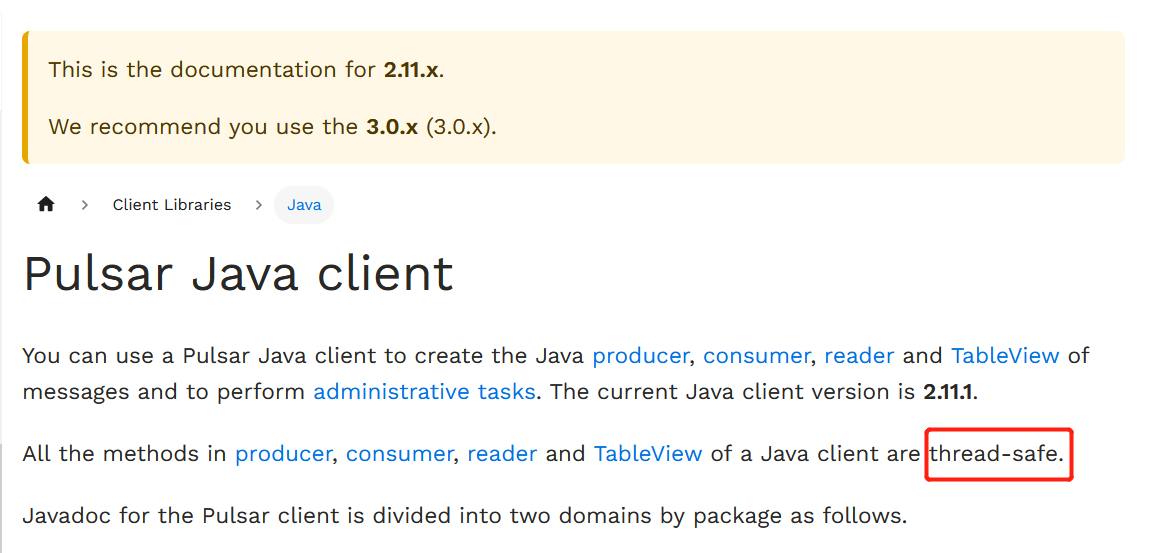 This is the documentation for 2.11.x.
We recommend you use the 3.0.x (3.0.x).
Client Libraries
Java
Pulsar Java client
You can use a Pulsar Java client to create the Java producer, consumer, reader and TableView of
messages and to perform administrative tasks. The current Java client version is 2.11.1.
All the methods in producer, consumer, reader and TableView of a Java client are thread-safe.
Javadoc for the Pulsar client is divided into two domains by package as follows.